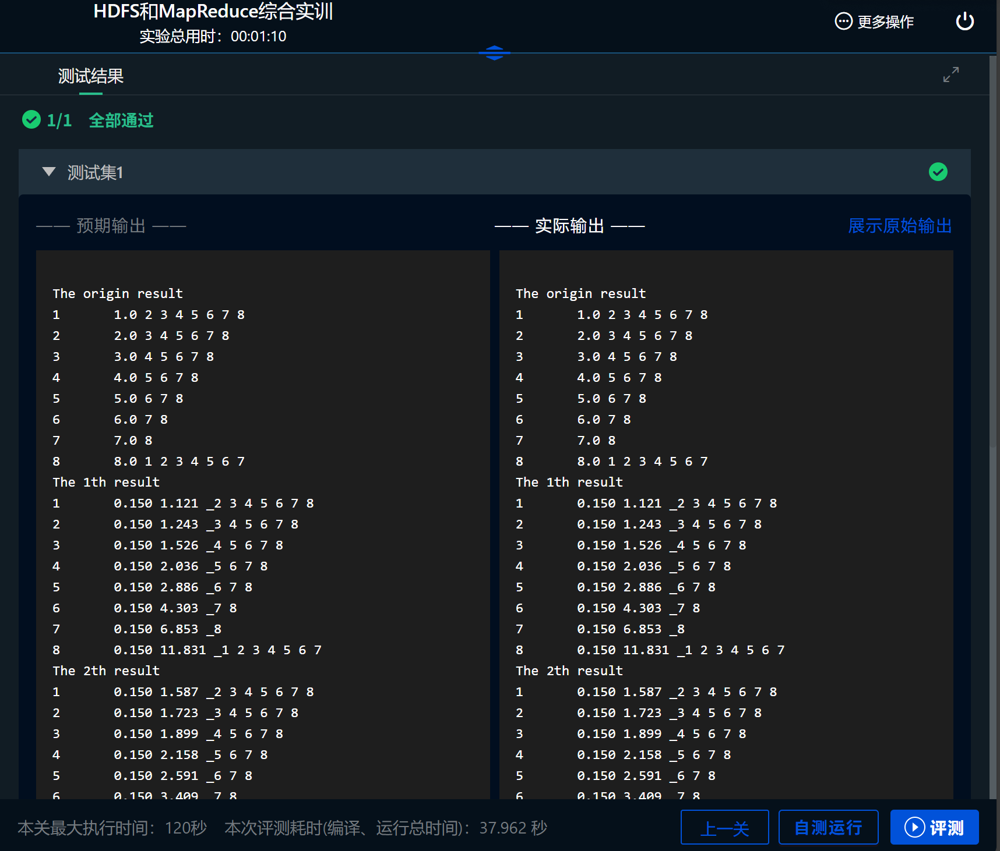 HDFS和MapReduce综合实训
实验总用时：00:01:10
更多操作
测试结果
1/1 全部通过
测试集1
—— 预期输出 ——
The origin result
1 1.0 2 3 4 5 6 7 8
2 2.0 3 4 5 6 7 8
3 3.0 4 5 6 7 8
4 4.0 5 6 7 8
5 5.0 6 7 8
6 6.0 7 8
7 7.0 8
8 8.0 1 2 3 4 5 6 7
The 1th result
1 0.150 1.121 _2 3 4 5 6 7 8
2 0.150 1.243 _3 4 5 6 7 8
3 0.150 1.526 _4 5 6 7 8
4 0.150 2.036 _5 6 7 8
5 0.150 2.886 _6 7 8
6 0.150 4.303 _7 8
7 0.150 6.853 _8
8 0.150 11.831 _1 2 3 4 5 6 7
The 2th result
1 0.150 1.587 _2 3 4 5 6 7 8
2 0.150 1.723 _3 4 5 6 7 8
3 0.150 1.899 _4 5 6 7 8
4 0.150 2.158 _5 6 7 8
5 0.150 2.591 _6 7 8
6 0.150 3.409 _7 8
—— 实际输出 ——
展示原始输出
The origin result
1 1.0 2 3 4 5 6 7 8
2 2.0 3 4 5 6 7 8
3 3.0 4 5 6 7 8
4 4.0 5 6 7 8
5 5.0 6 7 8
6 6.0 7 8
7 7.0 8
8 8.0 1 2 3 4 5 6 7
The 1th result
1 0.150 1.121 _2 3 4 5 6 7 8
2 0.150 1.243 _3 4 5 6 7 8
3 0.150 1.526 _4 5 6 7 8
4 0.150 2.036 _5 6 7 8
5 0.150 2.886 _6 7 8
6 0.150 4.303 _7 8
7 0.150 6.853 _8
8 0.150 11.831 _1 2 3 4 5 6 7
The 2th result
1 0.150 1.587 _2 3 4 5 6 7 8
2 0.150 1.723 _3 4 5 6 7 8
3 0.150 1.899 _4 5 6 7 8
4 0.150 2.158 _5 6 7 8
5 0.150 2.591 _6 7 8
6 0.150 3.409 _7 8
本关最大执行时间：120秒 本次评测耗时(编译、运行总时间)：37.962 秒
上一关
自测运行
评测